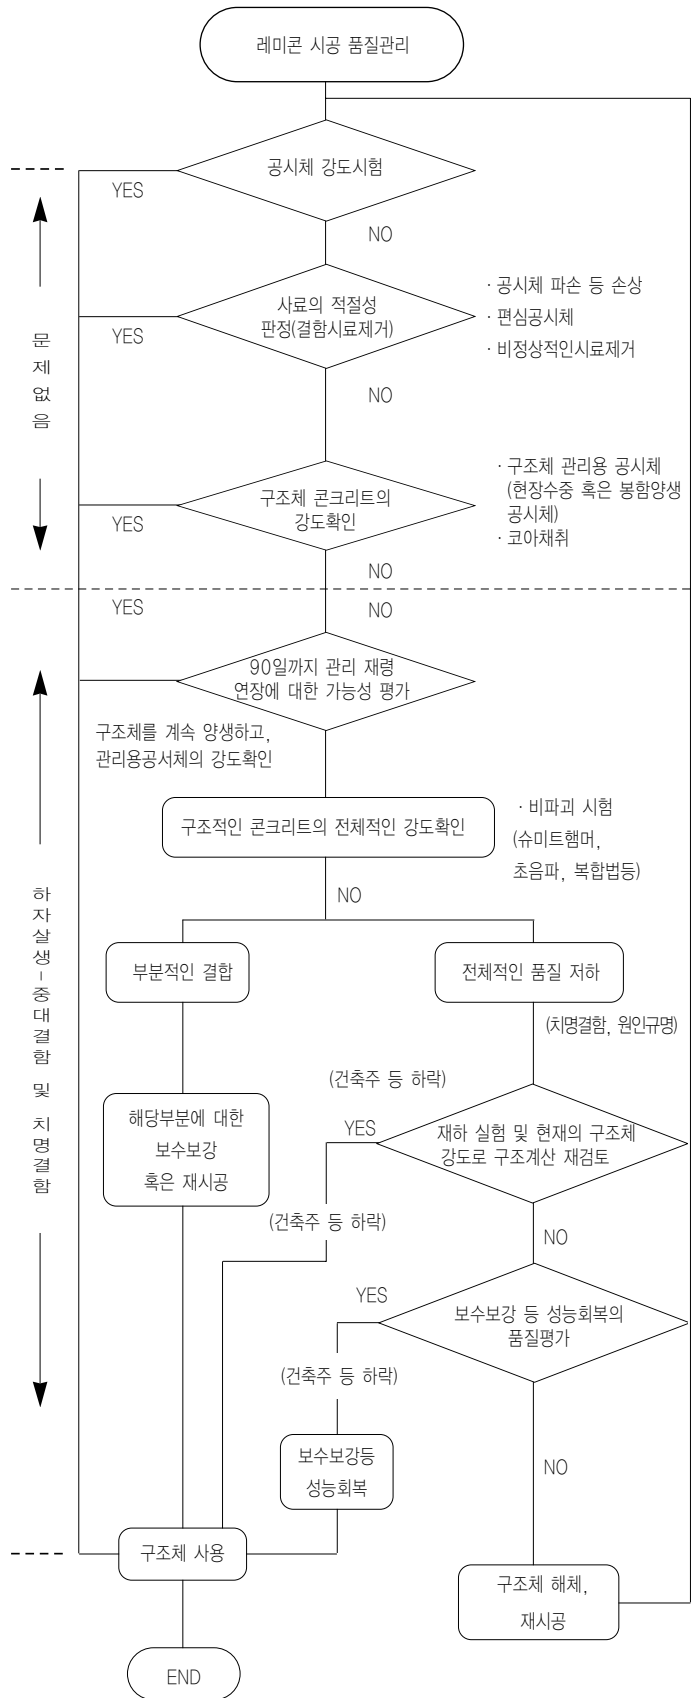 레미콘 시공 품질관리
공시체 강도시험
YES
NO
사료의 적절성
판정(결함시료제거)
· 공시체 파손 등 손상
· 편심공시체
· 비정상적인시료제거
YES
NO
문제없음
구조체 콘크리트의
강도확인
· 구조체 관리용 공시체
(현장수중 혹은 봉함양생
공시체)
· 코아채취
YES
NO
YES
NO
90일까지 관리 재령
연장에 대한 가능성 평가
구조체를 계속 양생하고,
관리용공서체의 강도확인
구조적인 콘크리트의 전체적인 강도확인
· 비파괴 시험
(슈미트햄머,
초음파, 복합법등)
NO
하자살생-중대결함 및 치명결함
부분적인 결합
전체적인 품질 저하
(치명결함, 원인규명)
(건축주 등 하락)
해당부분에 대한
보수보강
혹은 재시공
YES
재하 실험 및 현재의 구조체
강도로 구조계산 재검토
(건축주 등 하락)
NO
YES
보수보강 등 성능회복의
품질평가
(건축주 등 하락)
보수보강등
성능회복
NO
구조체 사용
구조체 해체,
재시공
END